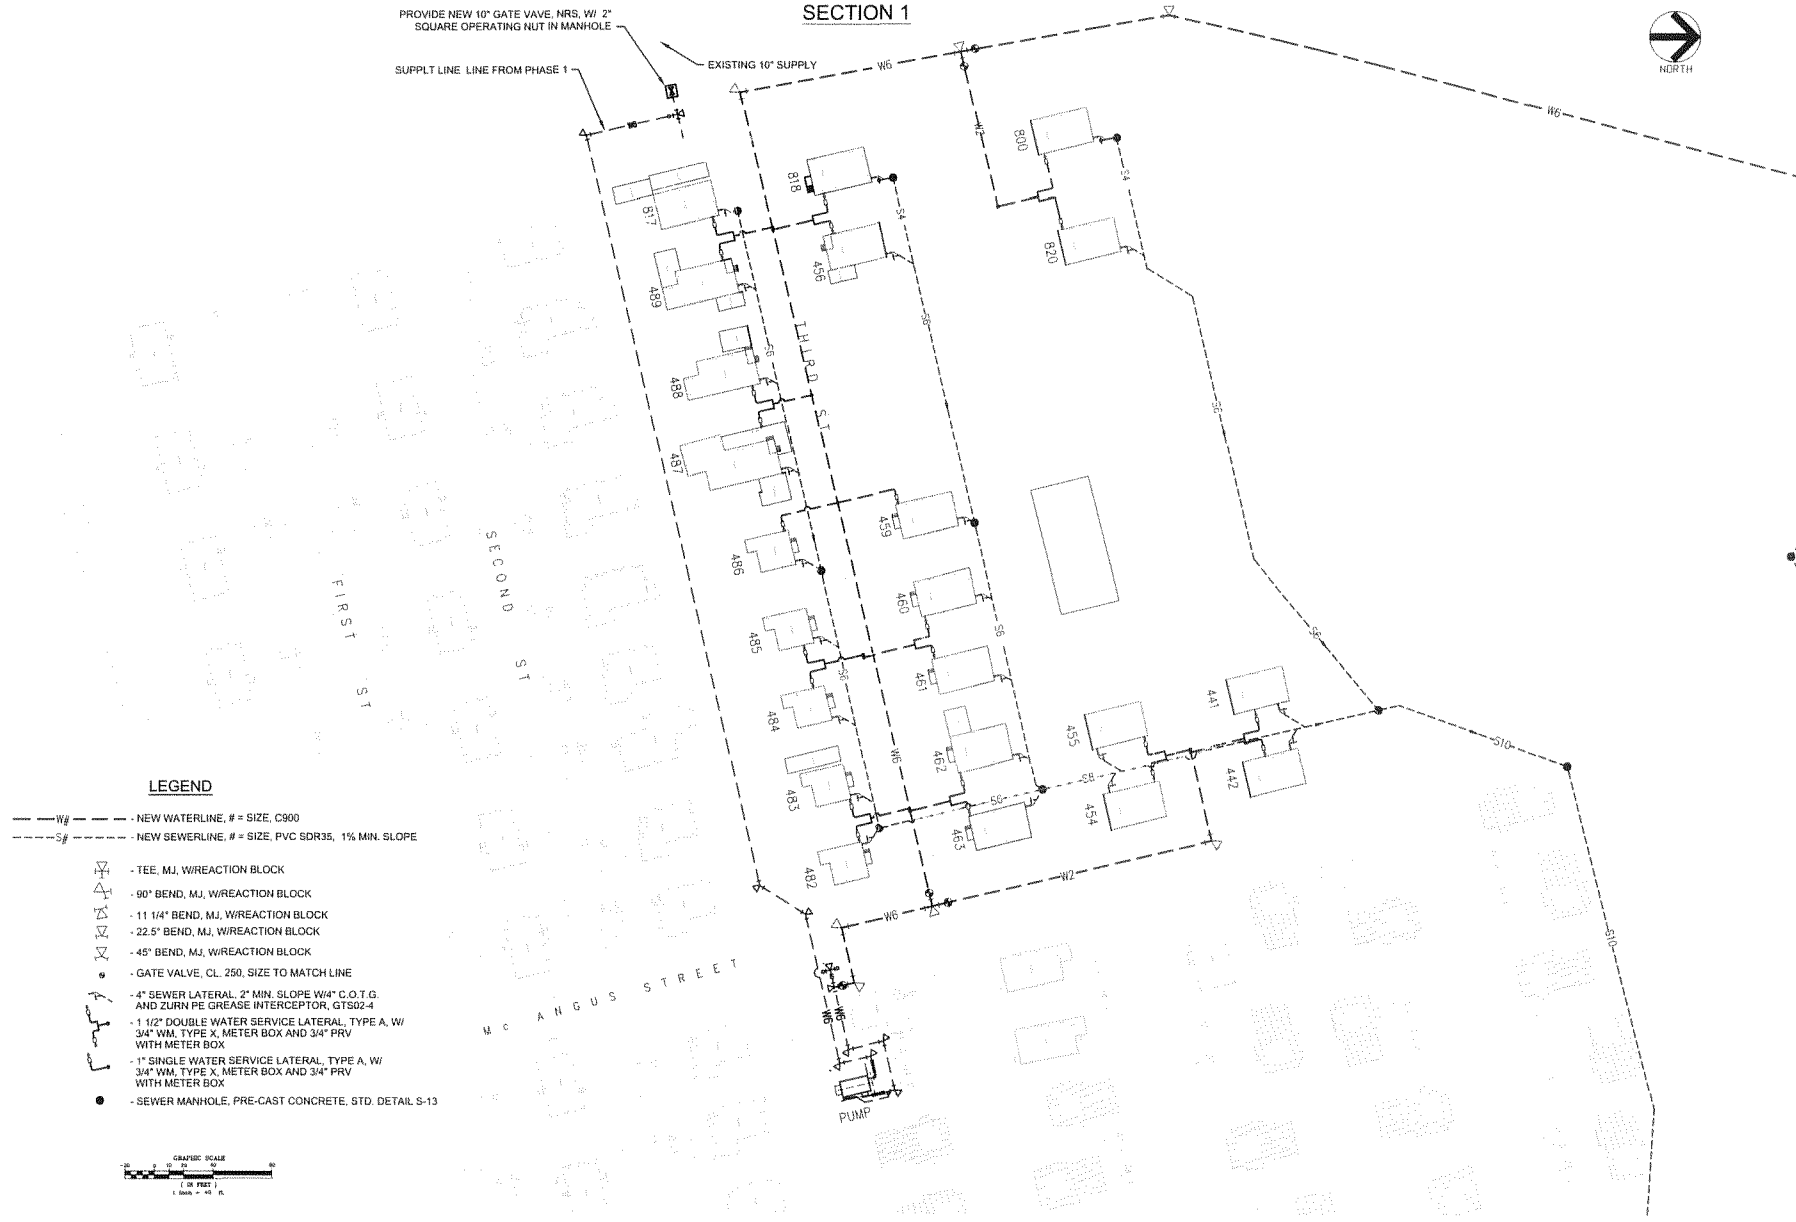 SECTION 1
PROVIDE NEW 10" GATE VAVE, NRS, W/ 2"
SQUARE OPERATING NUT IN MANHOLE
EXISTING 10" SUPPLY
SUPPLT LINE LINE FROM PHASE 1
NORTH
W6
W6
W6
W2
800
818
S4
817
S4
820
456
489
S6
THIRD ST
S6
488
S6
487
459
486
SECOND ST
FIRST ST
460
485
S6
S6
461
S6
484
441
455
W6
462
S10
442
S8
483
S6
454
463
482
W2
W6
MC ANGUS STREET
S10
W6
W6
PUMP
LEGEND
W# - NEW WATERLINE, # = SIZE, C900
S# - NEW SEWERLINE, # = SIZE, PVC SDR35, 1% MIN. SLOPE
- TEE, MJ, W/REACTION BLOCK
- 90° BEND, MJ, W/REACTION BLOCK
- 11 1/4° BEND, MJ, W/REACTION BLOCK
- 22.5° BEND, MJ, W/REACTION BLOCK
- 45° BEND, MJ, W/REACTION BLOCK
- GATE VALVE, CL. 250, SIZE TO MATCH LINE
- 4" SEWER LATERAL, 2" MIN. SLOPE W/4" C.O.T.G.
AND ZURN PE GREASE INTERCEPTOR, GTS02-4
- 1 1/2" DOUBLE WATER SERVICE LATERAL, TYPE A, W/
3/4" WM, TYPE X, METER BOX AND 3/4" PRV
WITH METER BOX
- 1" SINGLE WATER SERVICE LATERAL, TYPE A, W/
3/4" WM, TYPE X, METER BOX AND 3/4" PRV
WITH METER BOX
- SEWER MANHOLE, PRE-CAST CONCRETE, STD. DETAIL S-13
GRAPHIC SCALE
( IN FEET )
1 inch = 40 ft.